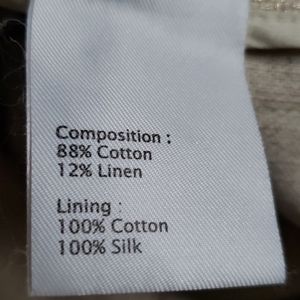 Composition :
88% Cotton
12% Linen
Lining :
100% Cotton
100% Silk